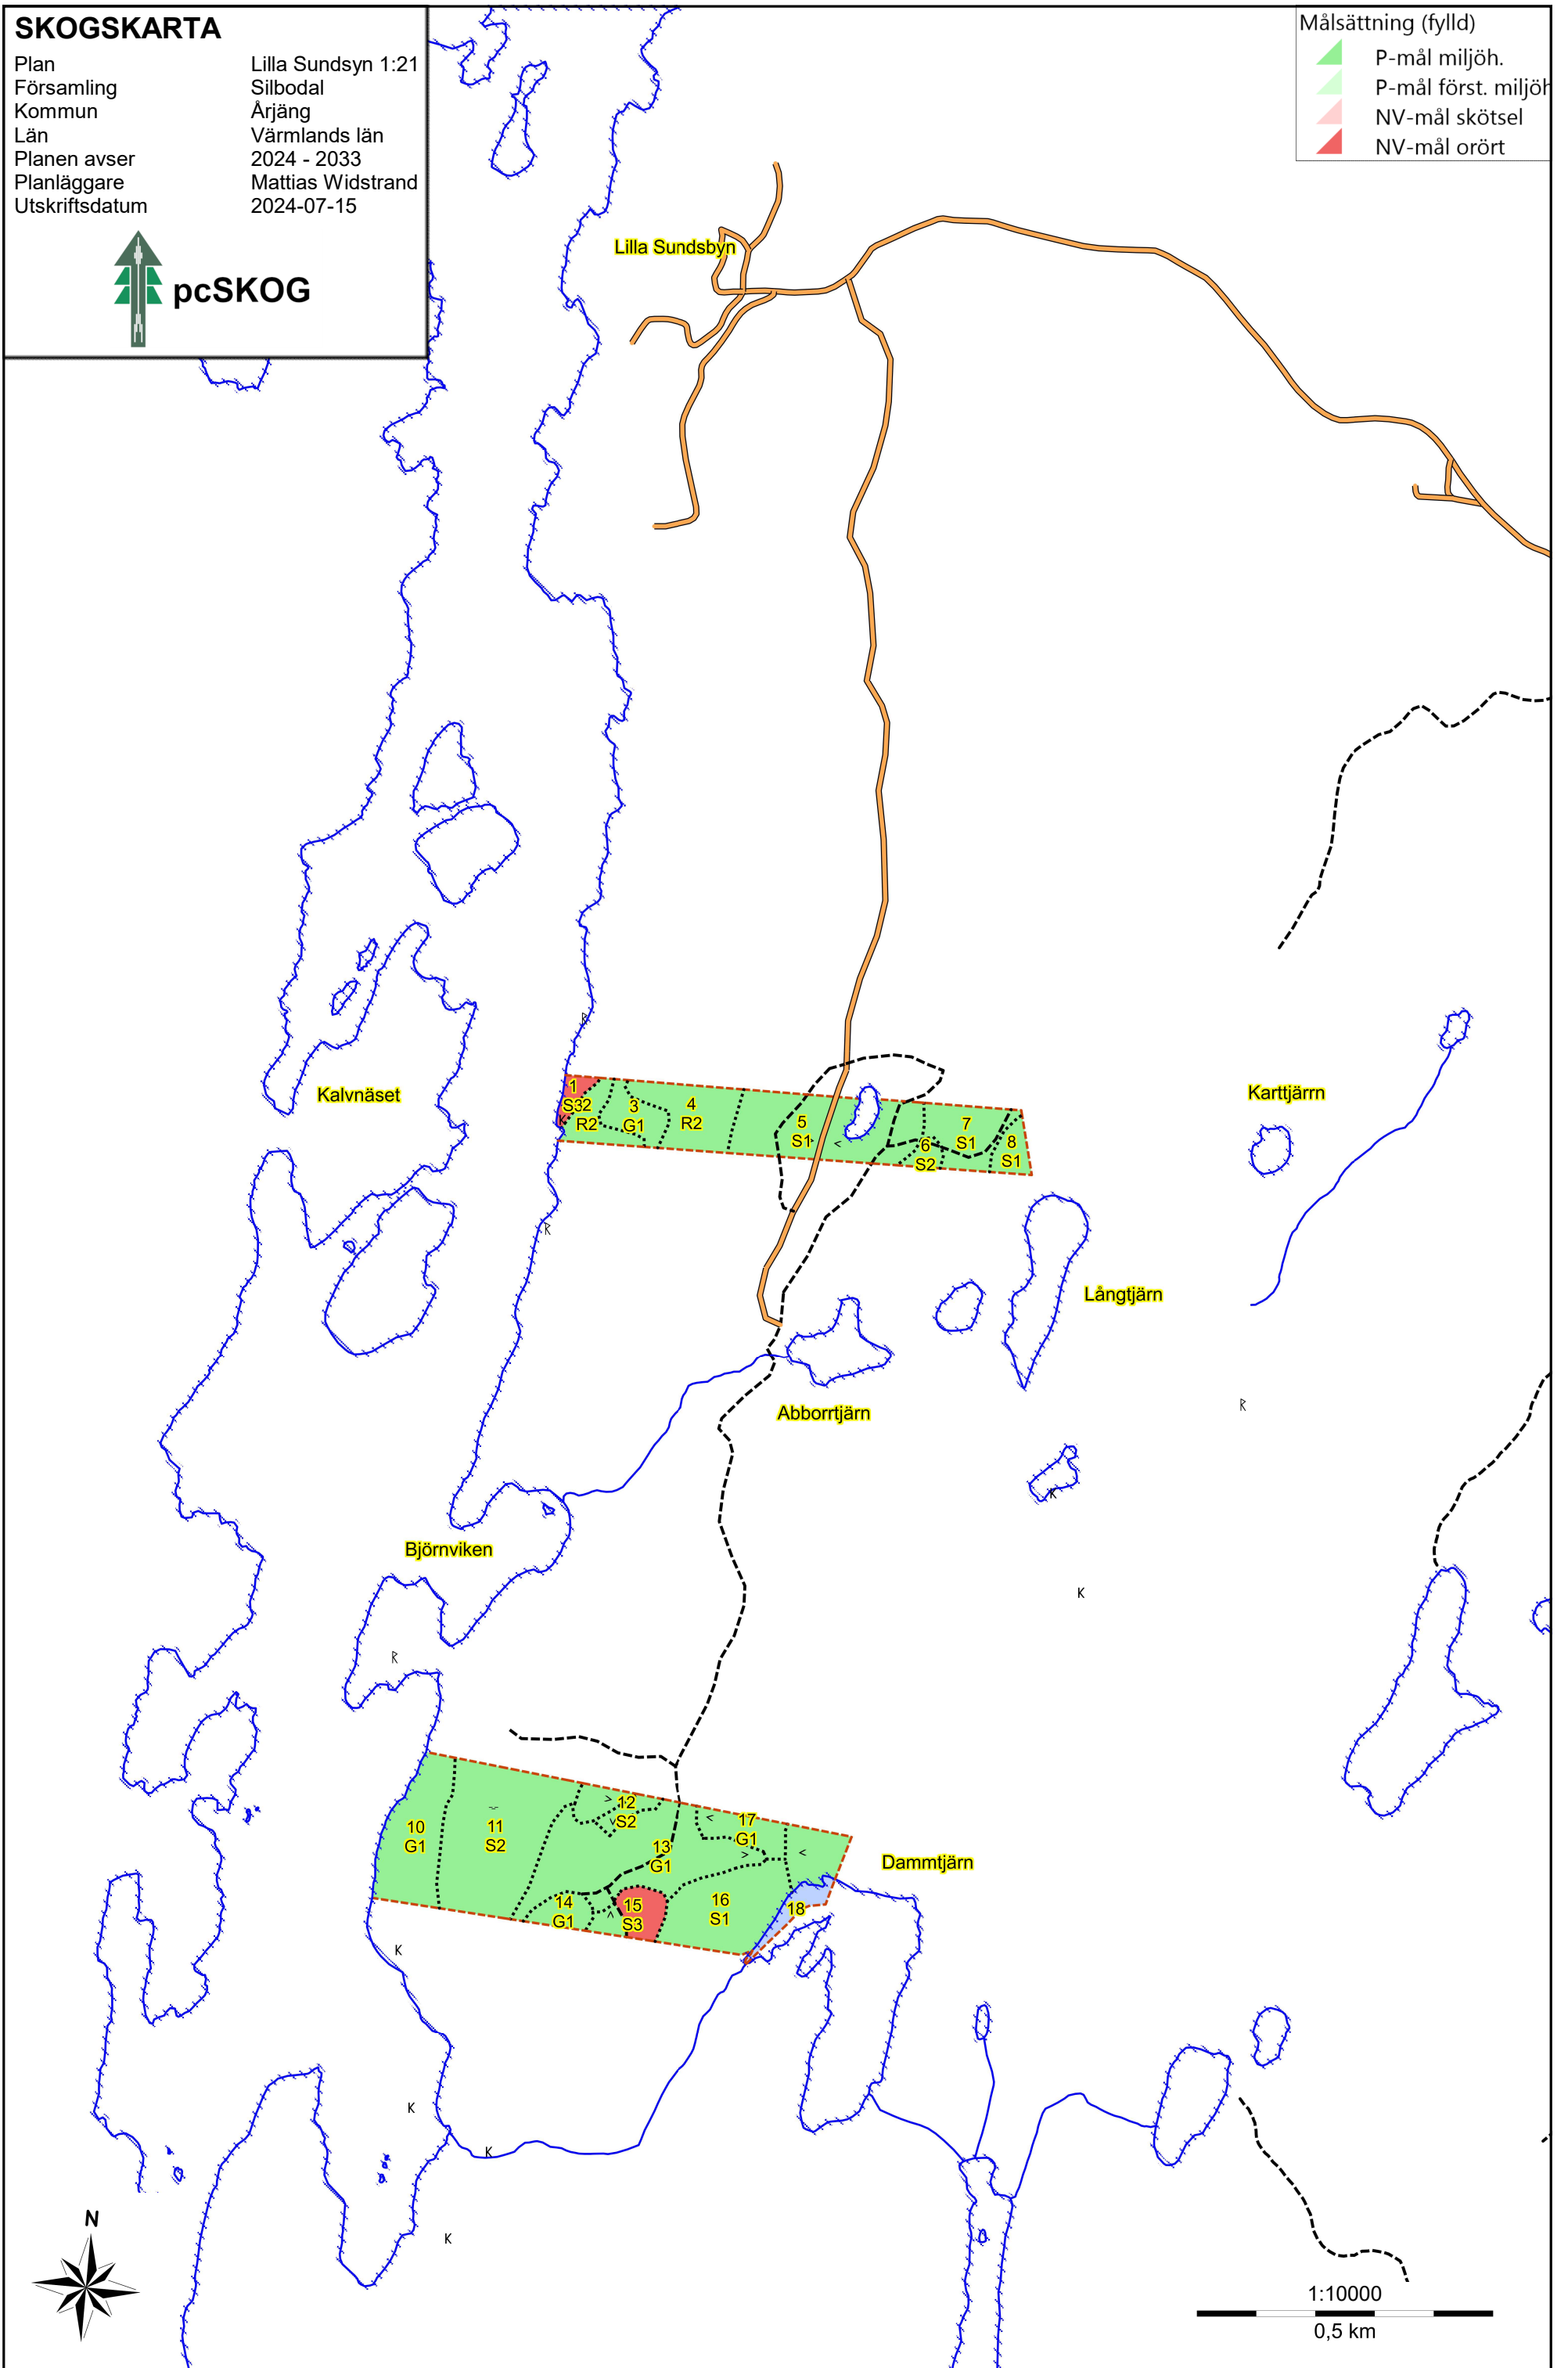 SKOGSKARTA
Plan Lilla Sundsyn 1:21
Församling Silbodal
Kommun Årjäng
Län Värmlands län
Planen avser 2024 - 2033
Planläggare Mattias Widstrand
Utskriftsdatum 2024-07-15
pcSKOG
Målsättning (fylld)
P-mål miljöh.
P-mål först. miljöh
NV-mål skötsel
NV-mål orört
Lilla Sundsbyn
R
Kalvnäset
Karttjärrn
1
S3
2
R2
K
3
G1
4
R2
5
S1
6
S2
7
S1
8
S1
R
Långtjärn
Abborrtjärn
R
K
Björnviken
K
R
10
G1
11
S2
12
S2
13
G1
17
G1
Dammtjärn
14
G1
15
S3
16
S1
18
K
K
K
K
N
1:10000
0,5 km